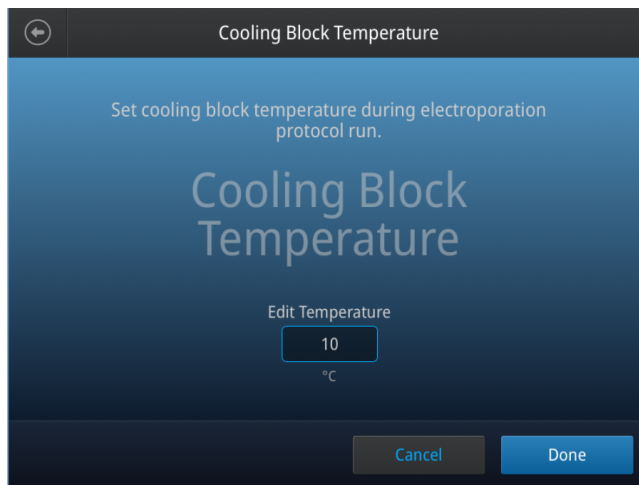 Cooling Block Temperature
Set cooling block temperature during electroporation
protocol run.
Cooling Block
Temperature
Edit Temperature
10
°C
Cancel
Done